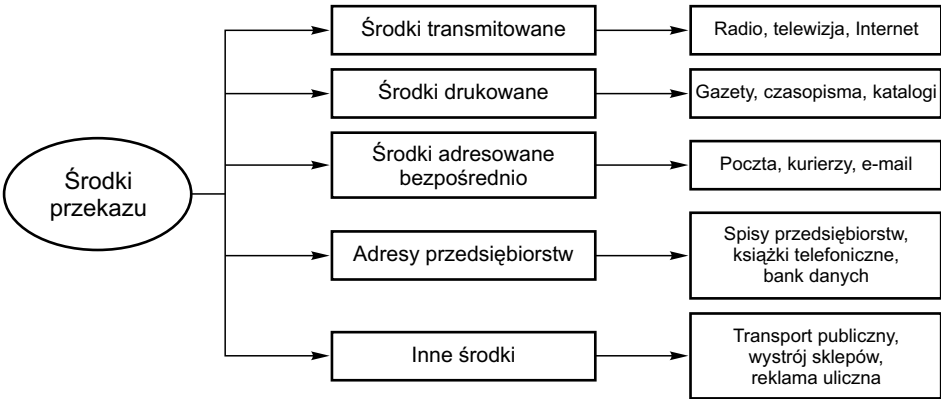 Środki transmitowane
Radio, telewizja, Internet
Środki drukowane
Gazety, czasopisma, katalogi
Środki adresowane
bezpośrednio
Poczta, kurierzy, e-mail
Środki
przekazu
Adresy przedsiębiorstw
Spisy przedsiębiorstw,
książki telefoniczne,
bank danych
Inne środki
Transport publiczny,
wystrój sklepów,
reklama uliczna